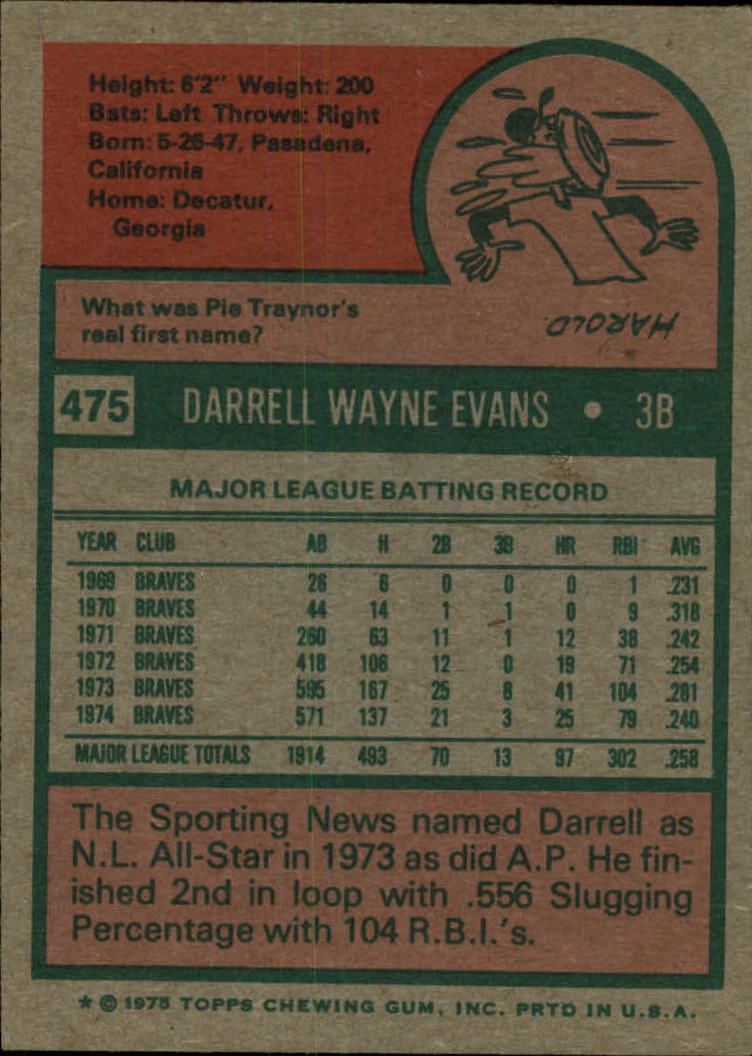 Height: 6'2" Weight: 200
Bats: Left Throws: Right
Born: 5-26-47, Pasadena,
California
Home: Decatur,
Georgia
What was Pie Traynor's
real first name?
HAROLD.
475 DARRELL WAYNE EVANS • 3B
MAJOR LEAGUE BATTING RECORD
YEAR CLUB AB H 2B 3B HR RBI AVG
1969 BRAVES 26 6 0 0 0 1 .231
1970 BRAVES 44 14 1 1 0 9 .318
1971 BRAVES 260 63 11 1 12 38 .242
1972 BRAVES 418 106 12 0 19 71 .254
1973 BRAVES 595 167 25 8 41 104 .281
1974 BRAVES 571 137 21 3 25 79 .240
MAJOR LEAGUE TOTALS 1914 493 70 13 97 302 .258
The Sporting News named Darrell as
N.L. All-Star in 1973 as did A.P. He fin-
ished 2nd in loop with .556 Slugging
Percentage with 104 R.B.I.'s.
* © 1975 TOPPS CHEWING GUM, INC. PRTD IN U.S.A.